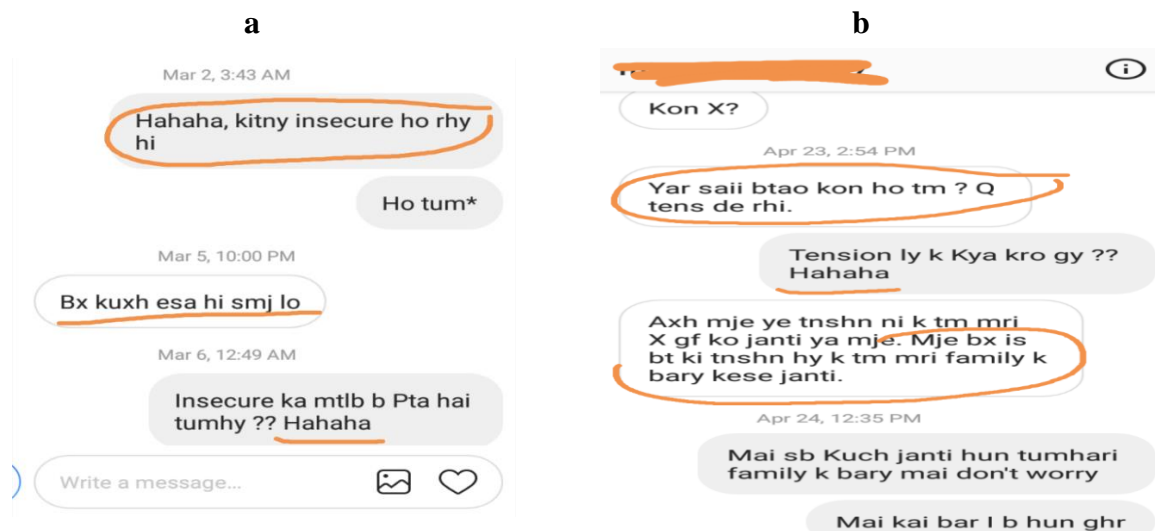 a
Mar 2, 3:43 AM
Hahaha, kitny insecure ho rhy
hi
Ho tum*
Mar 5, 10:00 PM
Bx kuxh esa hi smj lo
Mar 6, 12:49 AM
Insecure ka mtlb b Pta hai
tumhy ?? Hahaha
Write a message...
b
Kon X?
Apr 23, 2:54 PM
Yar saii btao kon ho tm ? Q
tens de rhi.
Tension ly k Kya kro gy ??
Hahaha
Axh mje ye tnshn ni k tm mri
X gf ko janti ya mje. Mje bx is
bt ki tnshn hy k tm mri family k
bary kese janti.
Apr 24, 12:35 PM
Mai sb Kuch janti hun tumhari
family k bary mai don't worry
Mai kai bar I b hun ghr